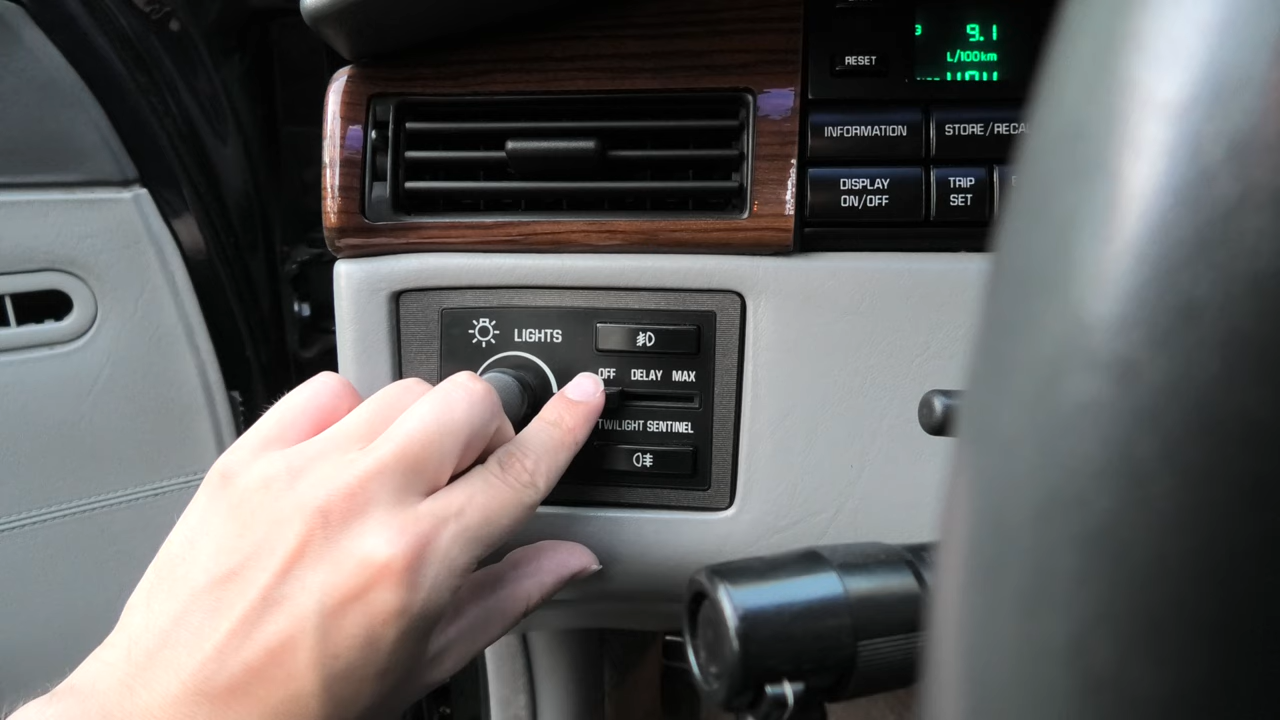 9.1
L/100km
RESET
INFORMATION
STORE/RECA
DISPLAY
ON/OFF
TRIP
SET
LIGHTS
OFF DELAY MAX
TWILIGHT SENTINEL